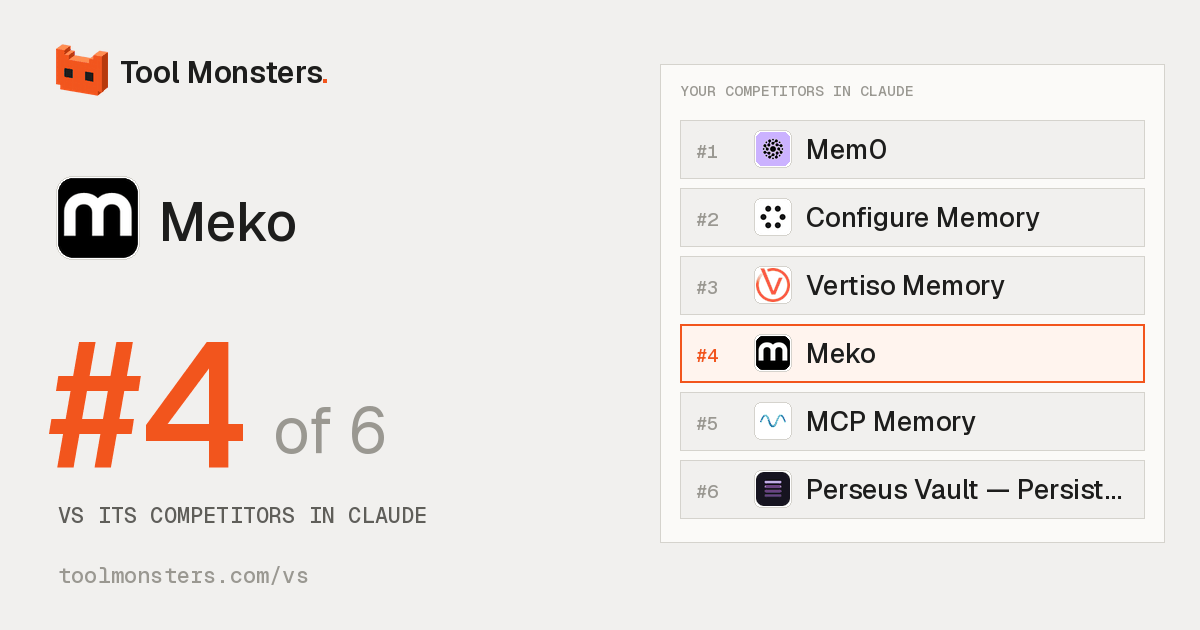 Tool Monsters.
Meko
#4 of 6
VS ITS COMPETITORS IN CLAUDE
toolmonsters.com/vs
YOUR COMPETITORS IN CLAUDE
#1 Mem0
#2 Configure Memory
#3 Vertiso Memory
#4 Meko
#5 MCP Memory
#6 Perseus Vault — Persist...